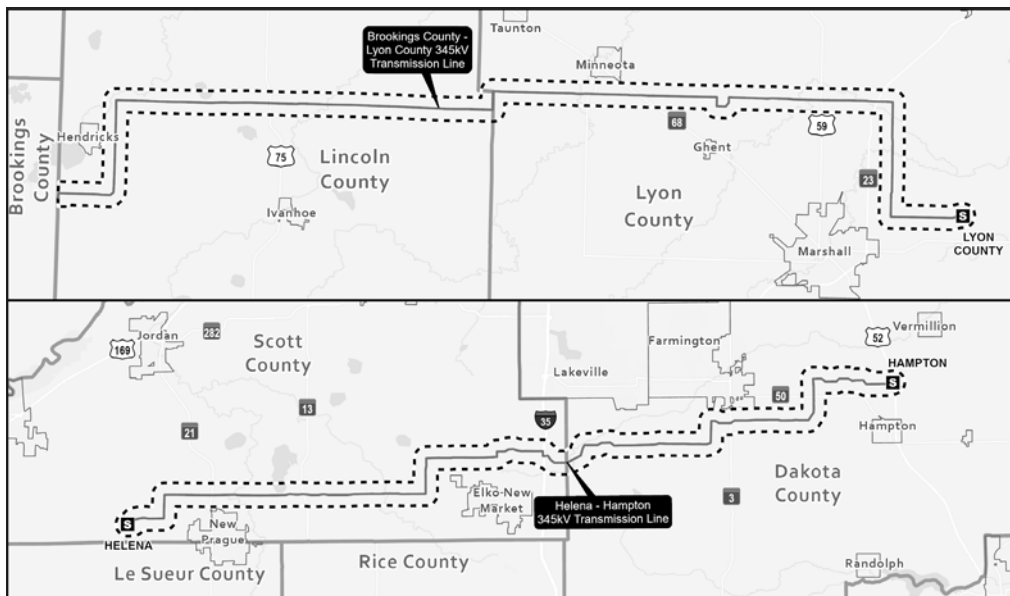 Taunton
Brookings County -
Lyon County 345kV
Transmission Line
Minneota
68
59
Hendricks
Ghent
75
Brookings
County
Lincoln
County
Lyon
County
23
Ivanhoe
S
Marshall
LYON
COUNTY
Jordan
282
169
Scott
County
Farmington
52
Vermillion
Lakeville
HAMPTON
S
50
13
35
21
Hampton
Dakota
County
Elko-New
Market
3
S
New
Prague
Helena - Hampton
345kV Transmission Line
HELENA
Rice County
Le Sueur County
Randolph